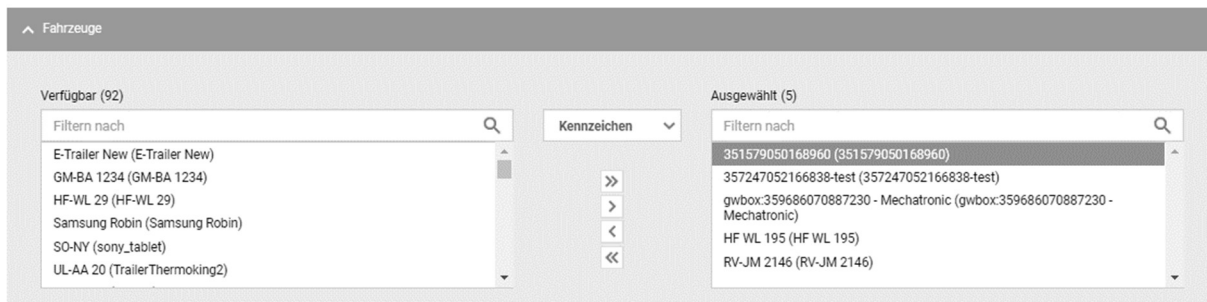 Fahrzeuge
Verfügbar (92)
Filtern nach
E-Trailer New (E-Trailer New)
GM-BA 1234 (GM-BA 1234)
HF-WL 29 (HF-WL 29)
Samsung Robin (Samsung Robin)
SO-NY (sony_tablet)
UL-AA 20 (TrailerThermoking2)
Kennzeichen
Ausgewählt (5)
Filtern nach
351579050168960 (351579050168960)
357247052166838-test (357247052166838-test)
gwbox:359686070887230 - Mechatronic (gwbox:359686070887230 -
Mechatronic)
HF WL 195 (HF WL 195)
RV-JM 2146 (RV-JM 2146)